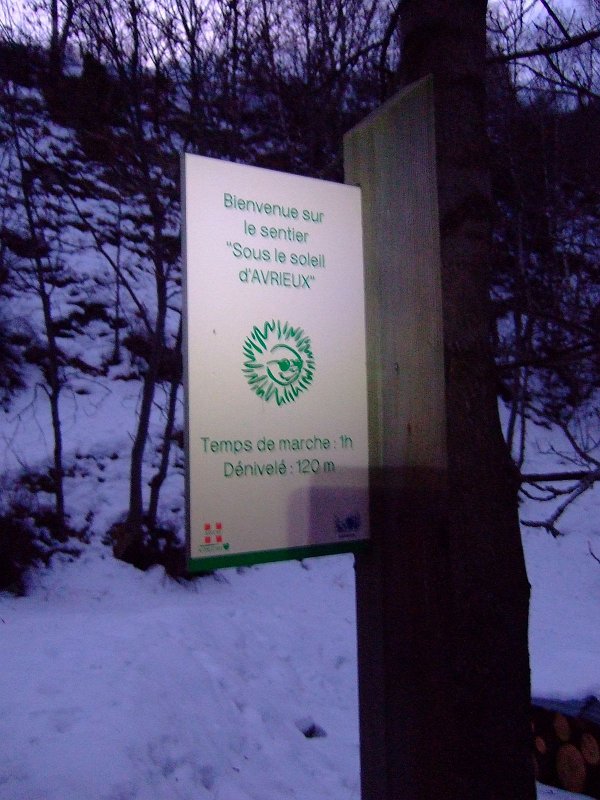 Bienvenue sur
le sentier
"Sous le soleil
d'AVRIEUX"
Temps de marche : 1h
Dénivelé : 120 m